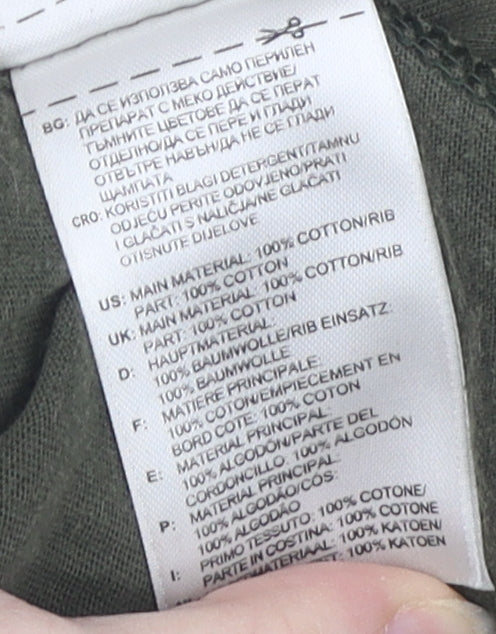 BG: ДА СЕ ИЗПОЛЗВА САМО ПЕРИЛЕН
ПРЕПАРАТ С МЕКО ДЕЙСТВИЕ/
ТЪМНИТЕ ЦВЕТОВЕ ДА СЕ ПЕРАТ
ОТДЕЛНО/ДА СЕ ПЕРЕ И ГЛАДИ
ОТВЪТРЕ НАВЪН/ДА НЕ СЕ ГЛАДИ
ЩАМПАТА
CRO: KORISTITI BLAGI DETERGENT/TAMNU
ODJEĆU PERITE ODOVJENO/PRATI
I GLAČATI S NALIČJA/NE GLAČATI
OTISNUTE DIJELOVE
US: MAIN MATERIAL: 100% COTTON/RIB
PART: 100% COTTON
UK: MAIN MATERIAL: 100% COTTON/RIB
PART: 100% COTTON
D: HAUPTMATERIAL:
100% BAUMWOLLE/RIB EINSATZ:
100% BAUMWOLLE
F: MATIERE PRINCIPALE:
100% COTON/EMPIECEMENT EN
BORD COTE: 100% COTON
E: MATERIAL PRINCIPAL:
100% ALGODÓN/PARTE DEL
CORDONCILLO: 100% ALGODÓN
P: MATERIAL PRINCIPAL:
100% ALGODÃO/CÓS:
100% ALGODÃO
I: PRIMO TESSUTO: 100% COTONE/
PARTE IN COSTINA: 100% COTONE
100% KATOEN/
100% KATOEN